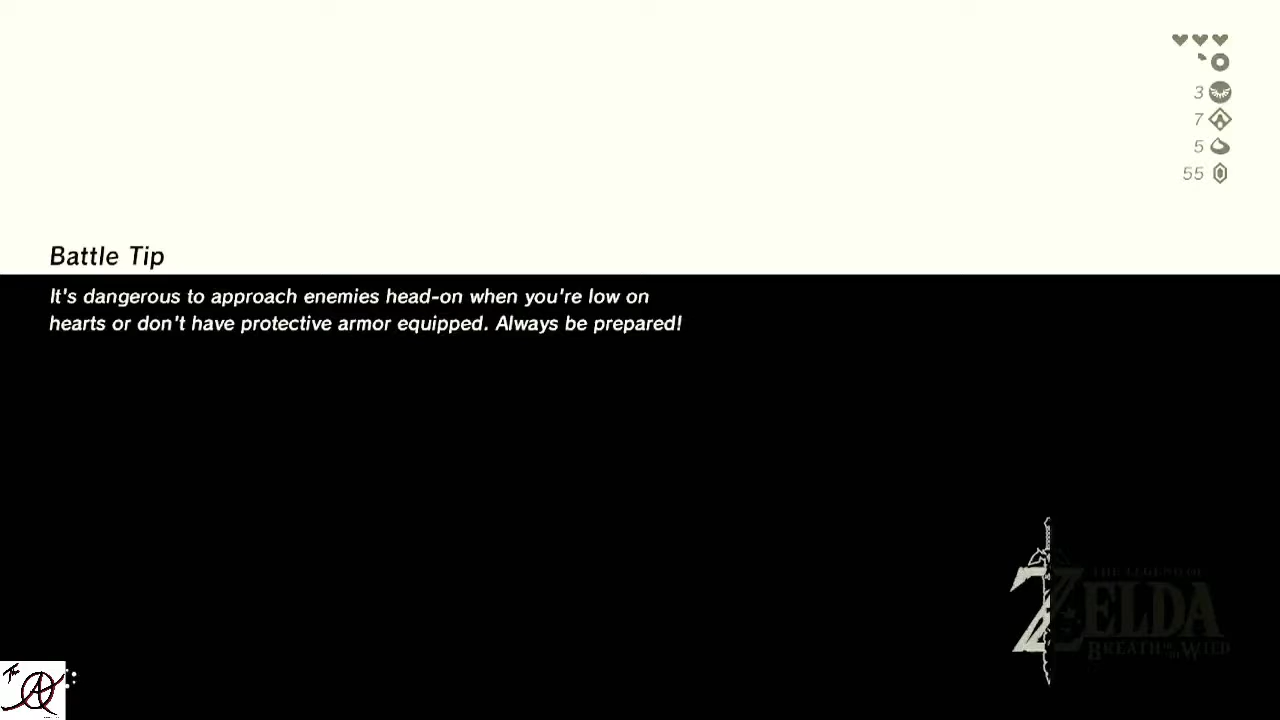 3
7
5
55
Battle Tip
It's dangerous to approach enemies head-on when you're low on
hearts or don't have protective armor equipped. Always be prepared!
THE LEGEND OF
ZELDA
BREATH OF THE WILD
The
A